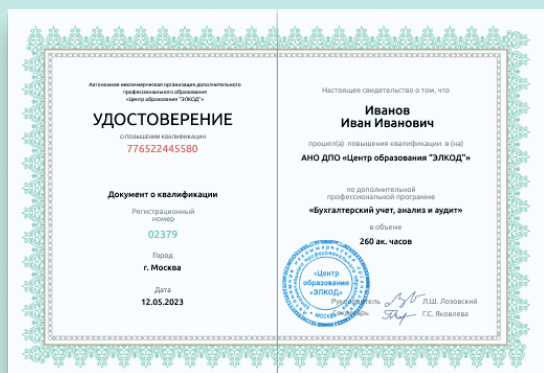 Автономная некоммерческая организация дополнительного
профессионального образования
«Центр образования "ЭЛКОД"»
УДОСТОВЕРЕНИЕ
О ПОВЫШЕНИИ КВАЛИФИКАЦИИ
776522445580
Документ о квалификации
Регистрационный
номер
02379
Город
г. Москва
Дата
12.05.2023
Настоящее свидетельство о том, что
Иванов
Иван Иванович
прошел(а) повышения квалификации в (на)
АНО ДПО «Центр образования "ЭЛКОД"»
по дополнительной
профессиональной программе
«Бухгалтерский учет, анализ и аудит»
в объеме
260 ак. часов
«Центр
образования
«ЭЛКОД»
МОСКВА
Руководитель
Л.Ш. Лозовский
Секретарь
Г.С. Яковлева